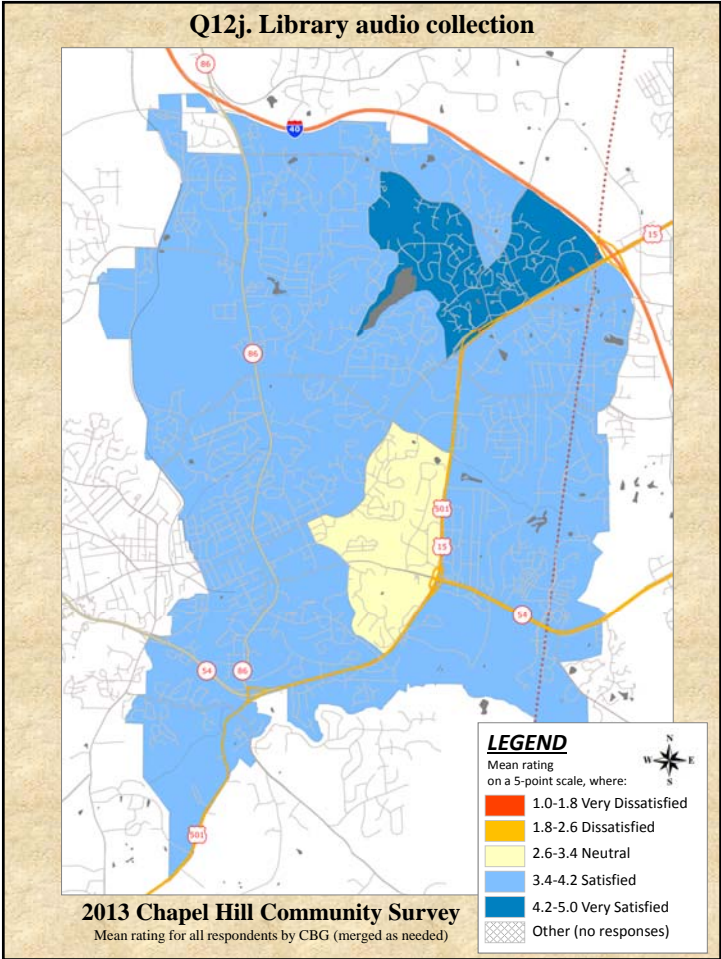 Q12j. Library audio collection
86
40
15
86
501
15
54
54
86
501
LEGEND
Mean rating
on a 5-point scale, where:
N
W E
S
1.0-1.8 Very Dissatisfied
1.8-2.6 Dissatisfied
2.6-3.4 Neutral
3.4-4.2 Satisfied
4.2-5.0 Very Satisfied
Other (no responses)
2013 Chapel Hill Community Survey
Mean rating for all respondents by CBG (merged as needed)